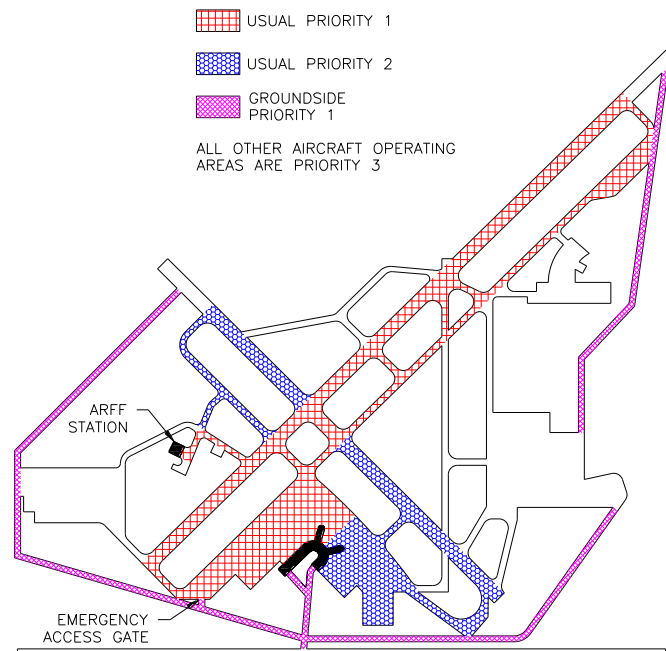 USUAL PRIORITY 1
USUAL PRIORITY 2
GROUNDSIDE
PRIORITY 1
ALL OTHER AIRCRAFT OPERATING
AREAS ARE PRIORITY 3
ARFF
STATION
EMERGENCY
ACCESS GATE